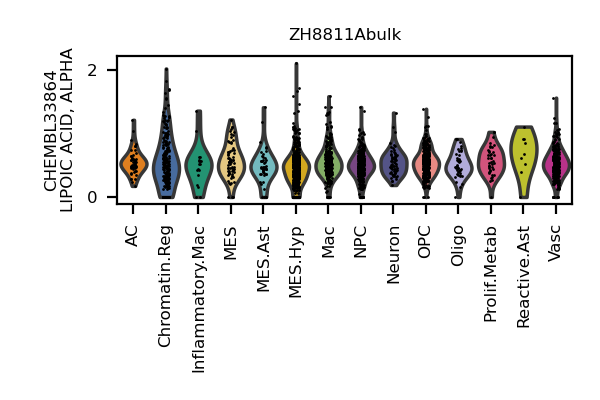 ZH8811Abulk
CHEMBL33864
LIPOIC ACID, ALPHA
2
0
AC
Chromatin.Reg
Inflammatory.Mac
MES
MES.Ast
MES.Hyp
Mac
NPC
Neuron
OPC
Oligo
Prolif.Metab
Reactive.Ast
Vasc